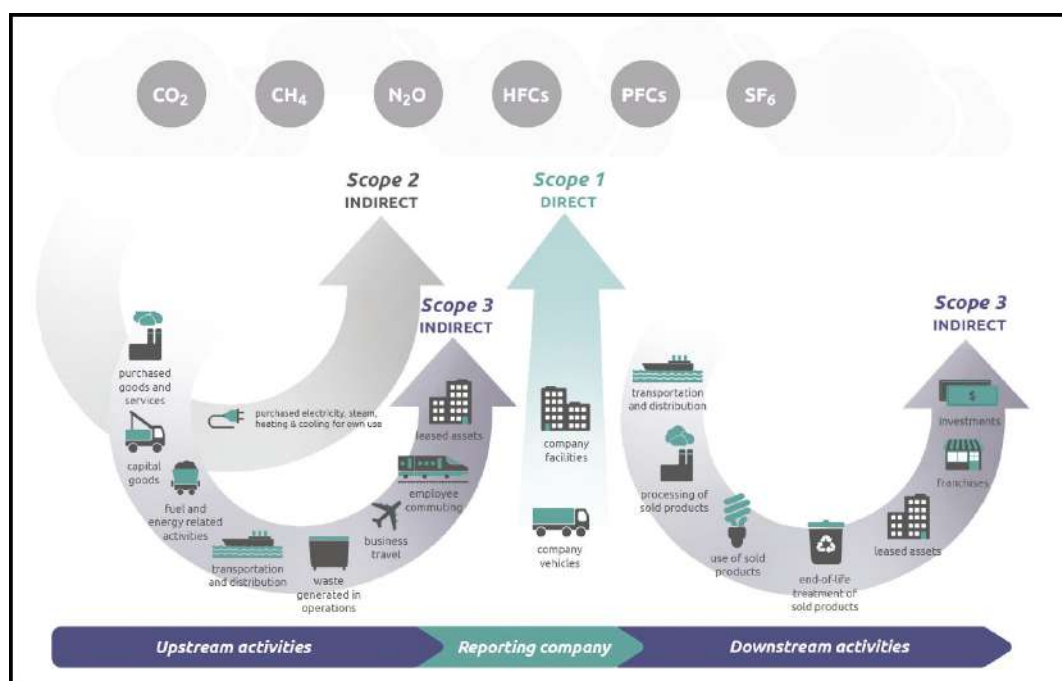 CO₂
CH₄
N₂O
HFCs
PFCs
SF₆
Scope 2
INDIRECT
Scope 1
DIRECT
Scope 3
INDIRECT
Scope 3
INDIRECT
purchased
goods and
services
capital
goods
fuel and
energy related
activities
purchased electricity, steam,
heating & cooling for own use
transportation
and distribution
waste
generated in
operations
business
travel
employee
commuting
leased assets
company
facilities
company
vehicles
transportation
and distribution
processing of
sold products
use of sold
products
end-of-life
treatment of
sold products
leased assets
franchises
$
investments
Upstream activities
Reporting company
Downstream activities